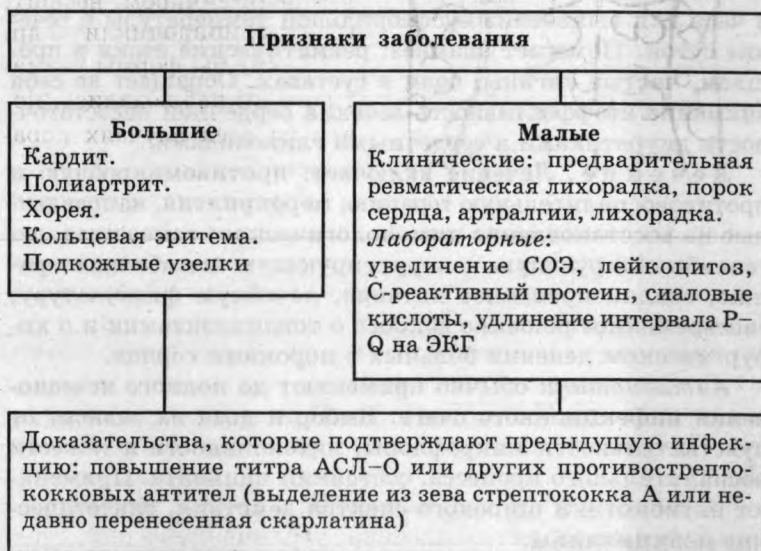 Признаки заболевания
Большие
Кардит.
Полиартрит.
Хорея.
Кольцевая эритема.
Подкожные узелки
Малые
Клинические: предварительная
ревматическая лихорадка, порок
сердца, артралгии, лихорадка.
Лабораторные:
увеличение СОЭ, лейкоцитоз,
С-реактивный протеин, сиаловые
кислоты, удлинение интервала P–
Q на ЭКГ
Доказательства, которые подтверждают предыдущую инфек-
цию: повышение титра АСЛ–О или других противострепто-
кокковых антител (выделение из зева стрептококка А или не-
давно перенесенная скарлатина)